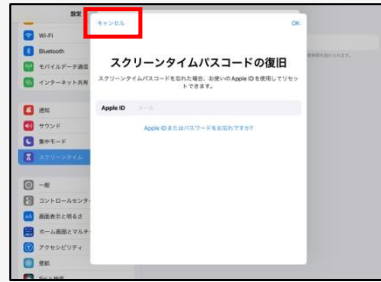 設定
キャンセル
OK
Wi-Fi
Bluetooth
モバイルデータ通信
インターネット共有
スクリーンタイムパスコードの復旧
スクリーンタイムパスコードを忘れた場合、お使いのApple IDを使用してリセッ
トできます。
Apple ID メール
Apple IDまたはパスワードをお忘れですか?
通知
サウンド
集中モード
スクリーンタイム
一般
コントロールセンター
画面表示と明るさ
ホーム画面とマルチ
アクセシビリティ
壁紙